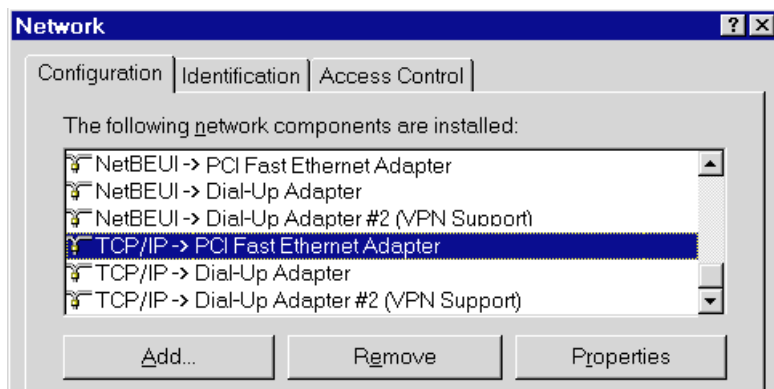 Network
Configuration Identification Access Control
The following network components are installed:
NetBEUI -> PCI Fast Ethernet Adapter
NetBEUI -> Dial-Up Adapter
NetBEUI -> Dial-Up Adapter #2 (VPN Support)
TCP/IP -> PCI Fast Ethernet Adapter
TCP/IP -> Dial-Up Adapter
TCP/IP -> Dial-Up Adapter #2 (VPN Support)
Add... Remove Properties